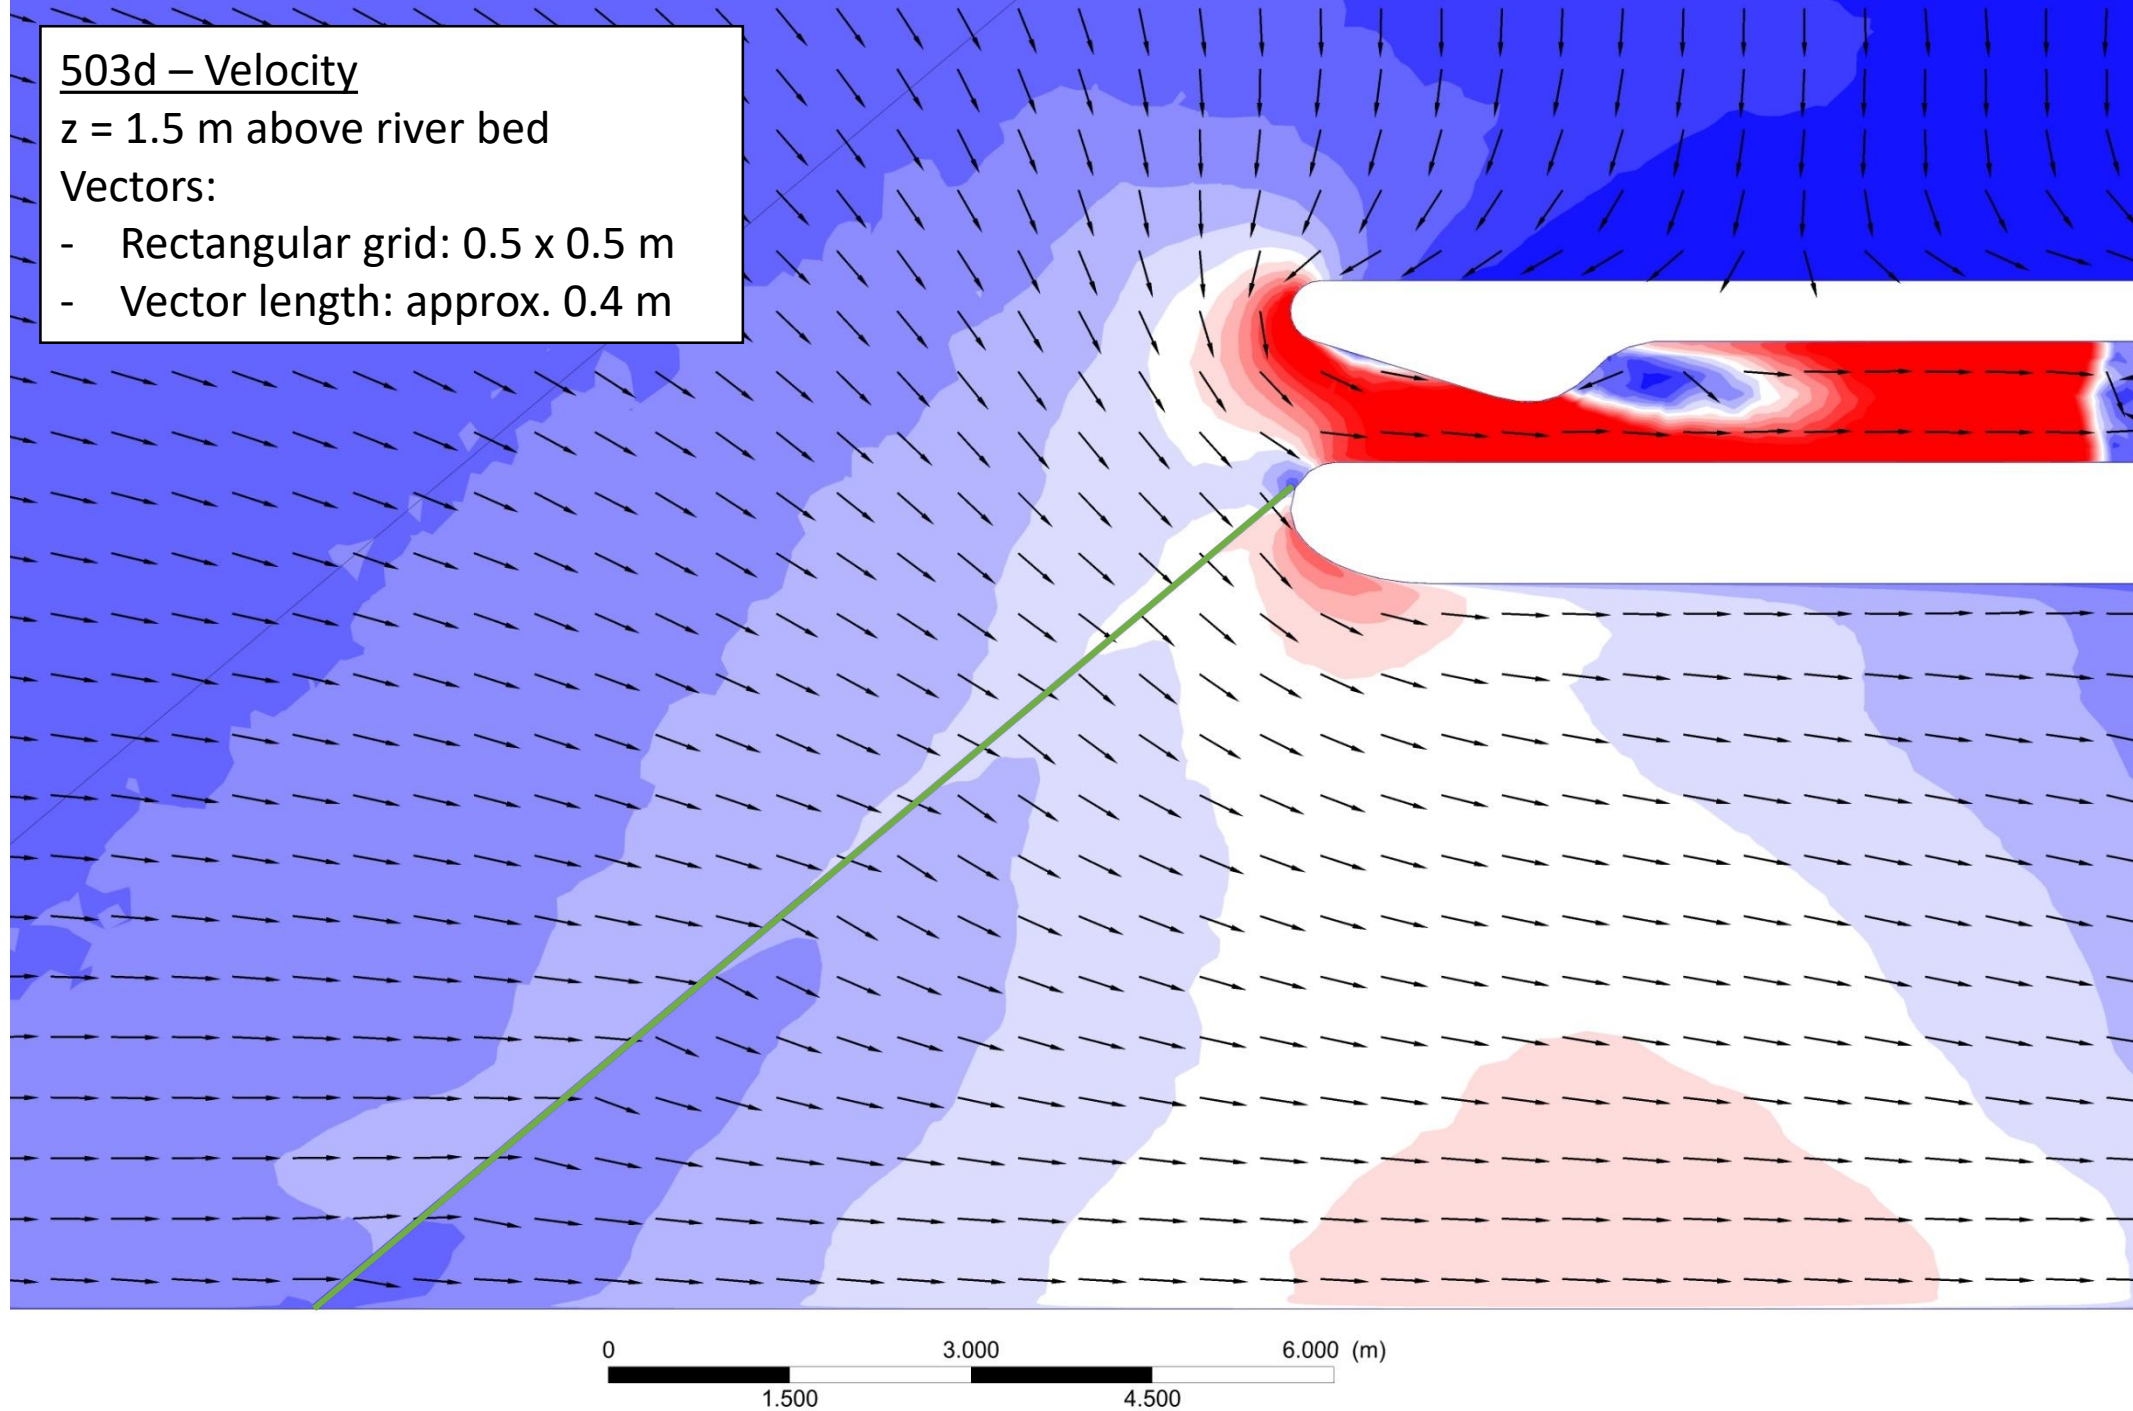 503d – Velocity
z = 1.5 m above river bed
Vectors:
- Rectangular grid: 0.5 x 0.5 m
- Vector length: approx. 0.4 m
0 3.000 6.000 (m)
1.500 4.500